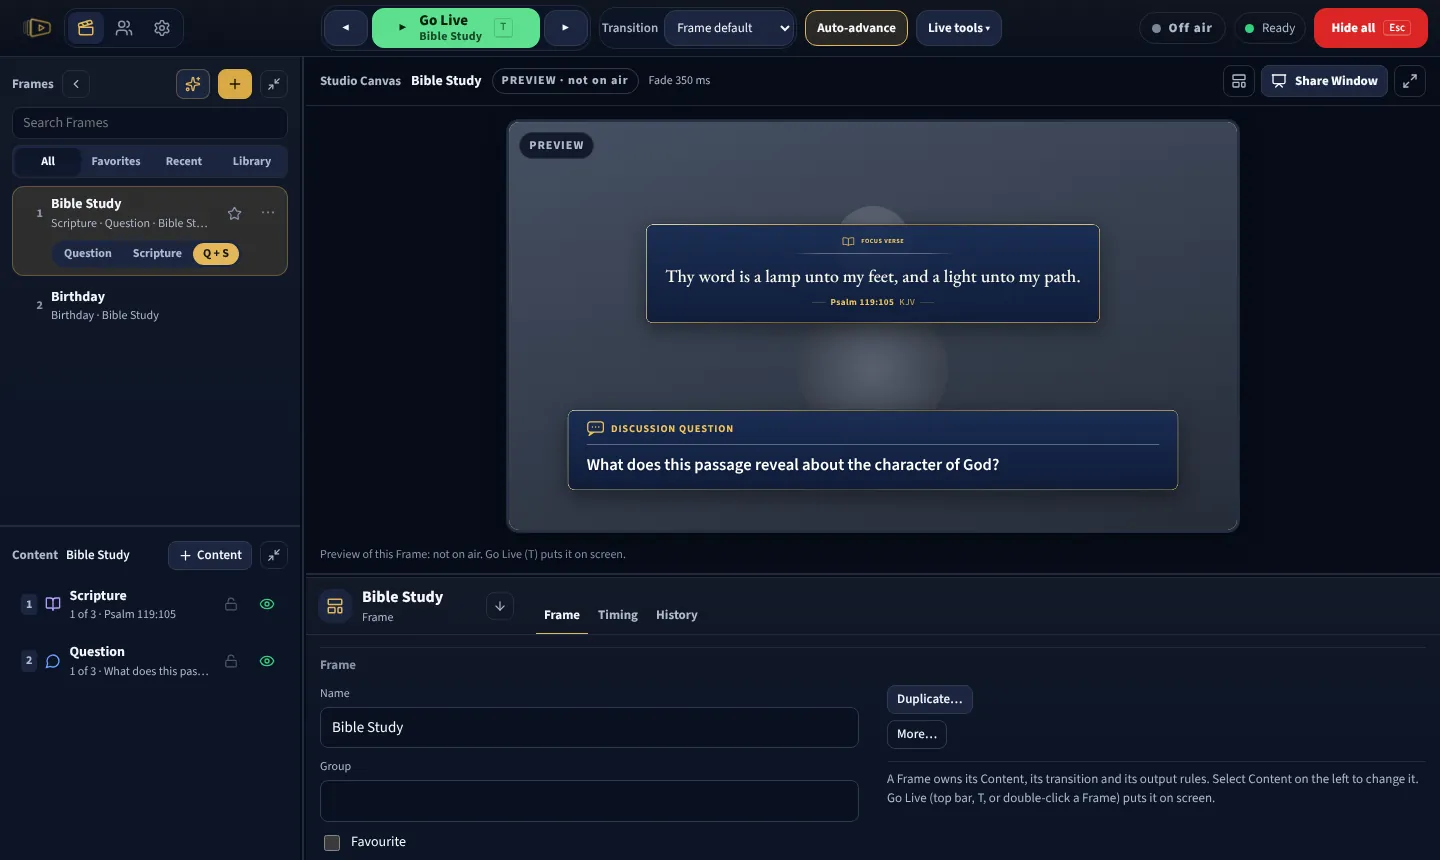 ◄
► Go Live T
Bible Study
►
Transition Frame default
Auto-advance
Live tools ▾
Off air
Ready
Hide all Esc
Frames
Search Frames
All Favorites Recent Library
1 Bible Study
Scripture · Question · Bible St…
Question Scripture Q + S
2 Birthday
Birthday · Bible Study
Content Bible Study + Content
1 Scripture
1 of 3 · Psalm 119:105
2 Question
1 of 3 · What does this pas…
Studio Canvas Bible Study PREVIEW · not on air Fade 350 ms
Share Window
PREVIEW
FOCUS VERSE
Thy word is a lamp unto my feet, and a light unto my path.
Psalm 119:105 KJV
DISCUSSION QUESTION
What does this passage reveal about the character of God?
Preview of this Frame: not on air. Go Live (T) puts it on screen.
Bible Study
Frame
Frame Timing History
Frame
Name
Bible Study
Group
Favourite
Duplicate…
More…
A Frame owns its Content, its transition and its output rules. Select Content on the left to change it.
Go Live (top bar, T, or double-click a Frame) puts it on screen.